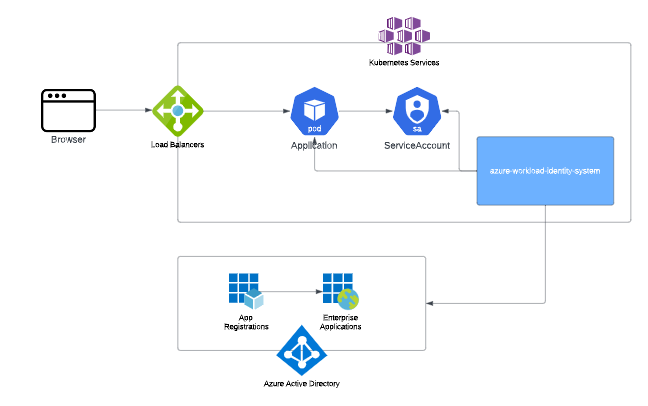 Kubernetes Services
Browser
Load Balancers
pod
Application
sa
ServiceAccount
azure-workload-identity-system
App
Registrations
Enterprise
Applications
Azure Active Directory